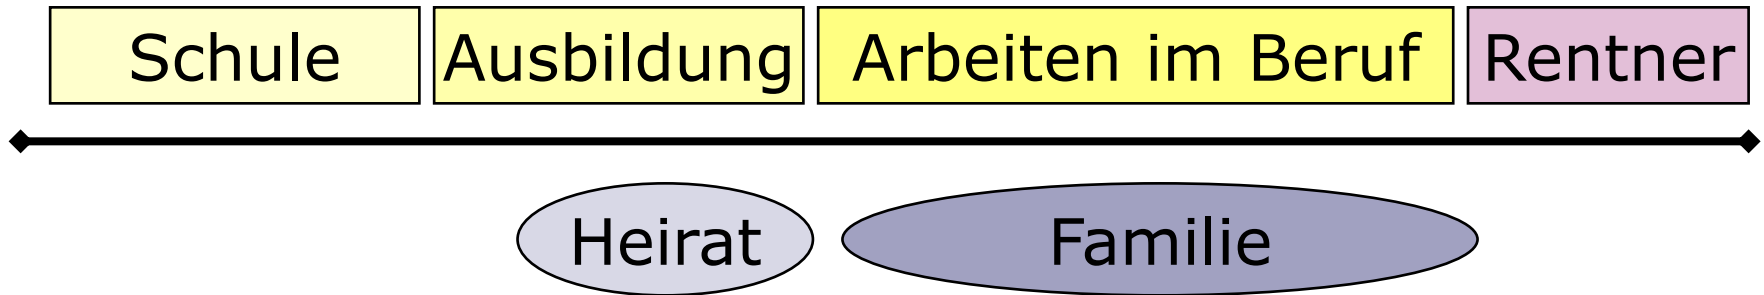 Schule Ausbildung Arbeiten im Beruf Rentner
Heirat Familie